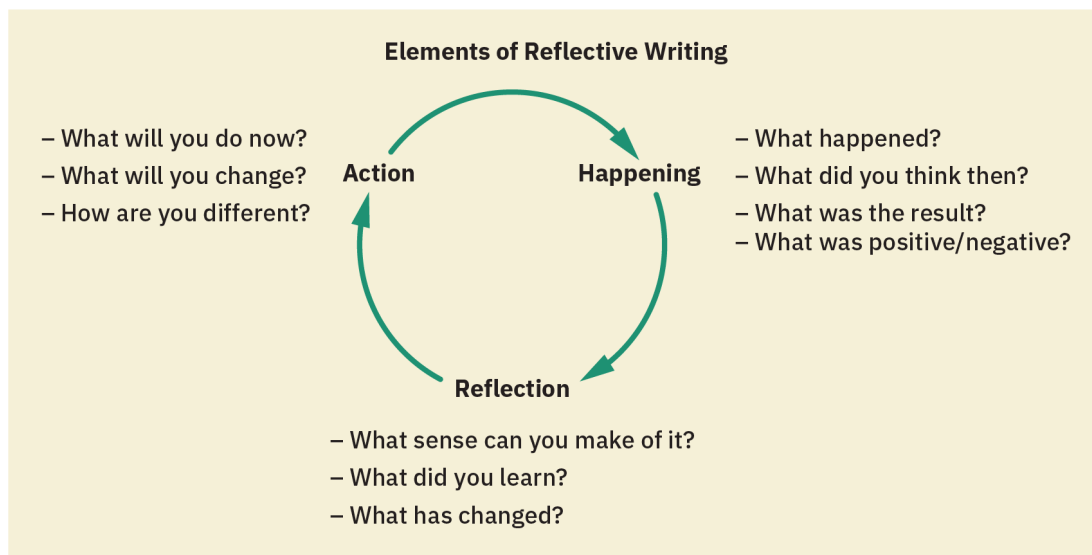 Elements of Reflective Writing
Action
– What will you do now?
– What will you change?
– How are you different?
Happening
– What happened?
– What did you think then?
– What was the result?
– What was positive/negative?
Reflection
– What sense can you make of it?
– What did you learn?
– What has changed?